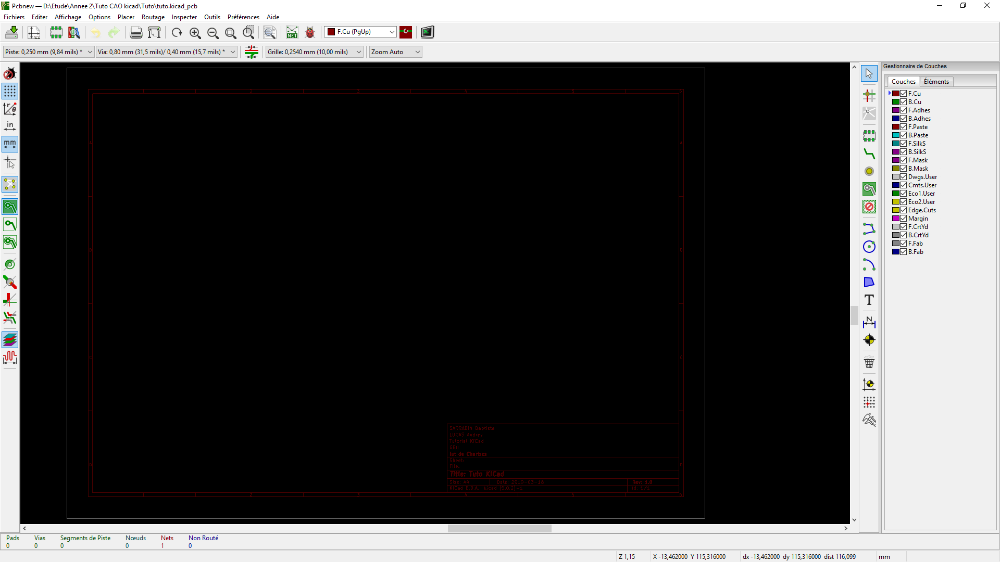 Pcbnew — D:\Etude\Annee 2\Tuto CAO kicad\Tuto\tuto.kicad_pcb
Fichiers Editer Affichage Options Placer Routage Inspecter Outils Préférences Aide
NET F.Cu (PgUp)
Piste: 0,250 mm (9,84 mils) * Via: 0,80 mm (31,5 mils)/ 0,40 mm (15,7 mils) * Grille: 0,2540 mm (10,00 mils) Zoom Auto
in
mm
Gestionnaire de Couches
Couches Éléments
F.Cu
B.Cu
F.Adhes
B.Adhes
F.Paste
B.Paste
F.SilkS
B.SilkS
F.Mask
B.Mask
Dwgs.User
Cmts.User
Eco1.User
Eco2.User
Edge.Cuts
Margin
F.CrtYd
B.CrtYd
F.Fab
B.Fab
SARRADIN Baptiste
LUCAS Audrey
Tutoriel KiCad
GEII
Iut de Chartres
Sheet:
File:
Title: Tuto KiCad
Size: A4 Date: 2019-03-18 Rev: 1.0
KiCad E.D.A. kicad (5.0.2)-1 Id: 1/1
Pads Vias Segments de Piste Nœuds Nets Non Routé
0 0 0 0 1 0
Z 1,15 X -13,462000 Y 115,316000 dx -13,462000 dy 115,316000 dist 116,099 mm